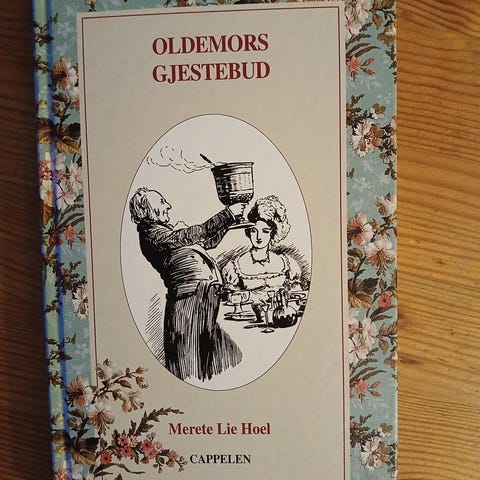 OLDEMORS
GJESTEBUD
Merete Lie Hoel
CAPPELEN